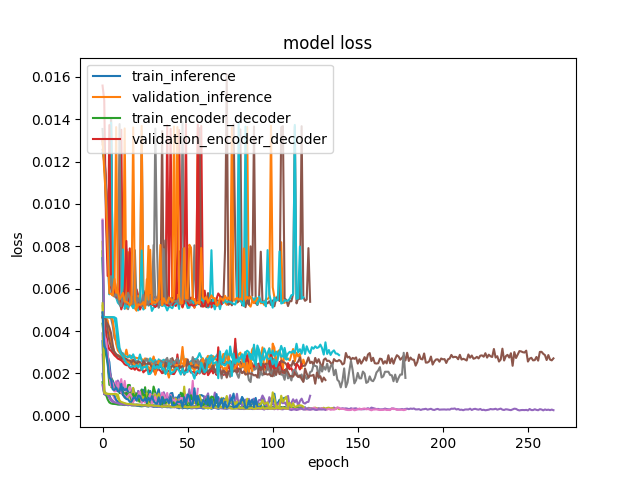 model loss
train_inference
validation_inference
train_encoder_decoder
validation_encoder_decoder
loss
0.016
0.014
0.012
0.010
0.008
0.006
0.004
0.002
0.000
0 50 100 150 200 250
epoch